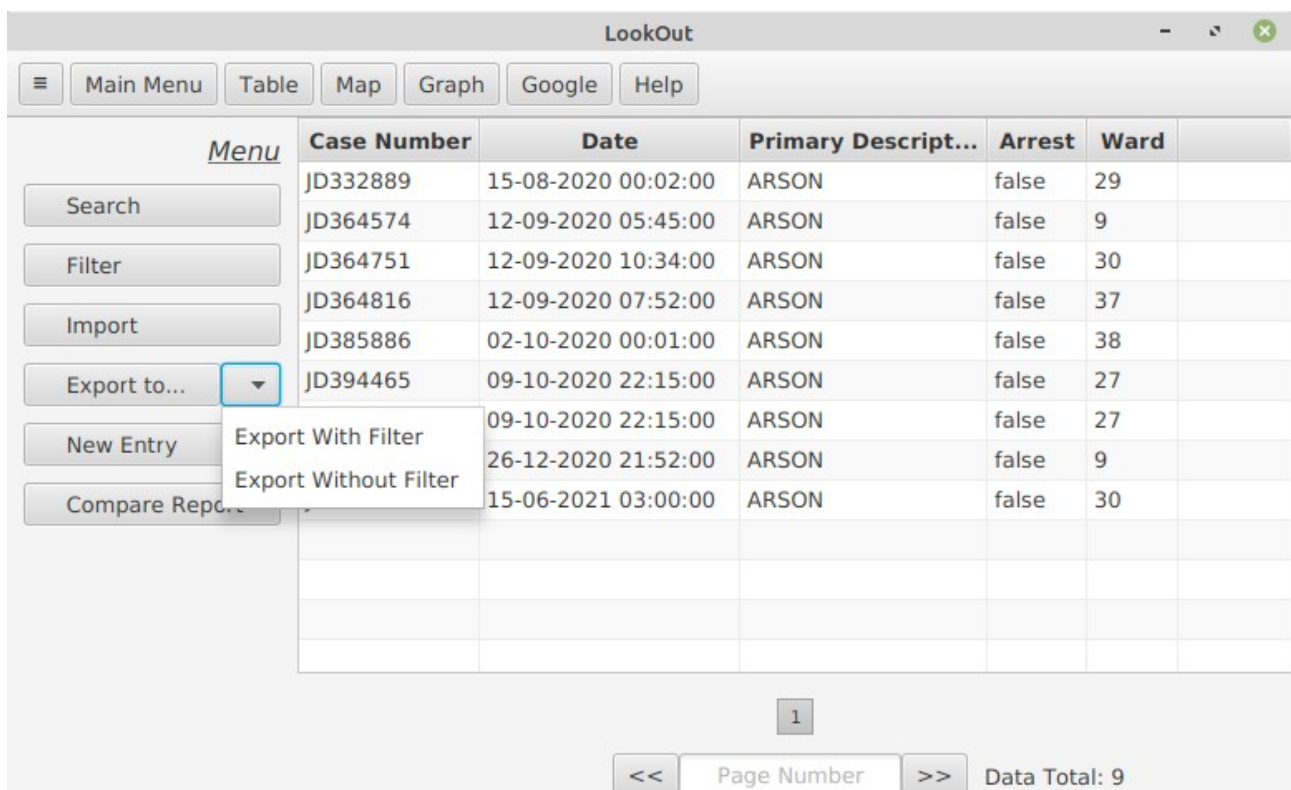 LookOut
≡ Main Menu Table Map Graph Google Help
Menu
Search
Filter
Import
Export to...
Export With Filter
Export Without Filter
New Entry
Case Number Date Primary Descript... Arrest Ward
JD332889 15-08-2020 00:02:00 ARSON false 29
JD364574 12-09-2020 05:45:00 ARSON false 9
JD364751 12-09-2020 10:34:00 ARSON false 30
JD364816 12-09-2020 07:52:00 ARSON false 37
JD385886 02-10-2020 00:01:00 ARSON false 38
JD394465 09-10-2020 22:15:00 ARSON false 27
09-10-2020 22:15:00 ARSON false 27
26-12-2020 21:52:00 ARSON false 9
15-06-2021 03:00:00 ARSON false 30
Compare Report
1
<< Page Number >> Data Total: 9